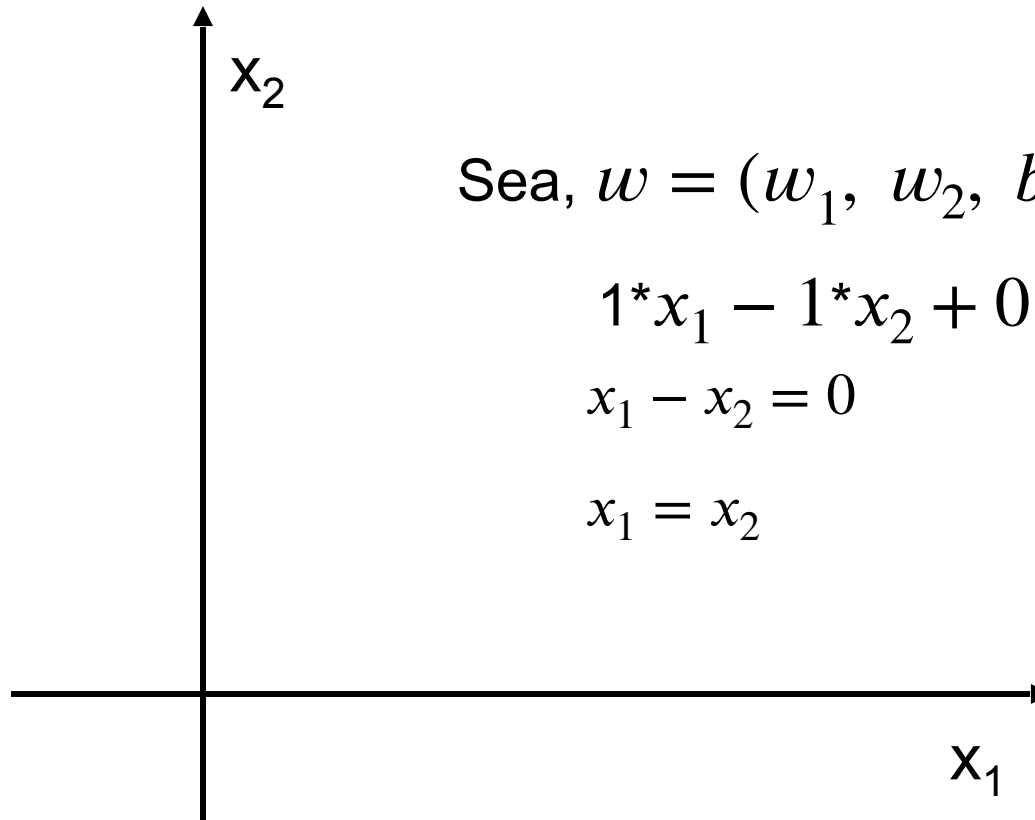 x₂
Sea, w = (w₁, w₂, b
1*x₁ − 1*x₂ + 0
x₁ − x₂ = 0
x₁ = x₂
x₁